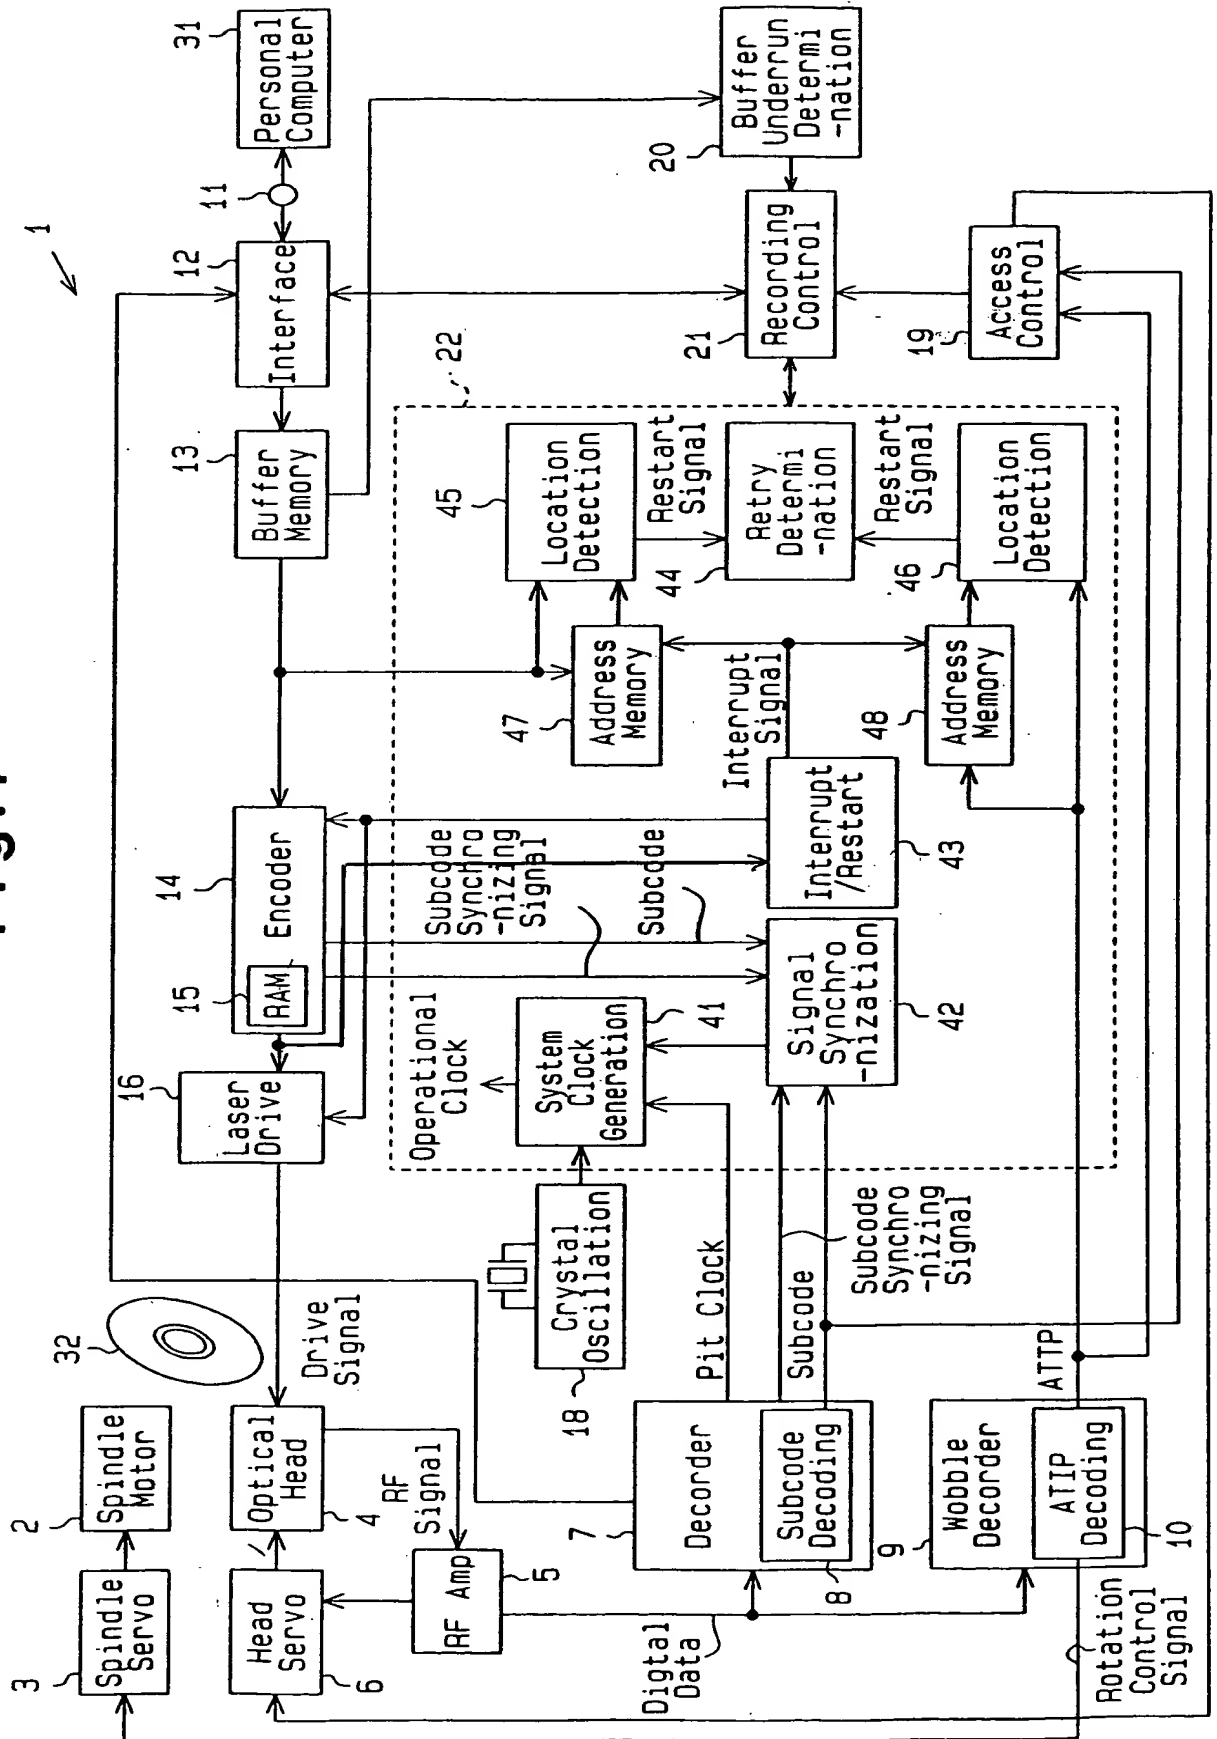 Fig.1
1
31
Personal
Computer
11
12
Interface
13
Buffer
Memory
14
Encoder
15
RAM
16
Laser
Drive
32
Drive
Signal
2
Spindle
Motor
3
Spindle
Servo
Optical
Head
4
Head
Servo
6
RF
Signal
RF Amp
5
Digtal
Data
7
Decorder
Subcode
Decoding
8
9
Wobble
Decorder
ATIP
Decoding
10
Rotation
Control
Signal
ATTP
Pit Clock
Subcode
Subcode
Synchro
-nizing
Signal
18
Crystal
Oscillation
Operational
Clock
System
Clock
Generation
41
Signal
Synchro
-nization
42
Subcode
Synchro
-nizing
Signal
Subcode
Interrupt
/Restart
43
Interrupt
Signal
47
Address
Memory
48
Address
Memory
45
Location
Detection
Restart
Signal
44
Retry
Determi
-nation
Restart
Signal
46
Location
Detection
22
21
Recording
Control
20
Buffer
Underrun
Determi
-nation
19
Access
Control